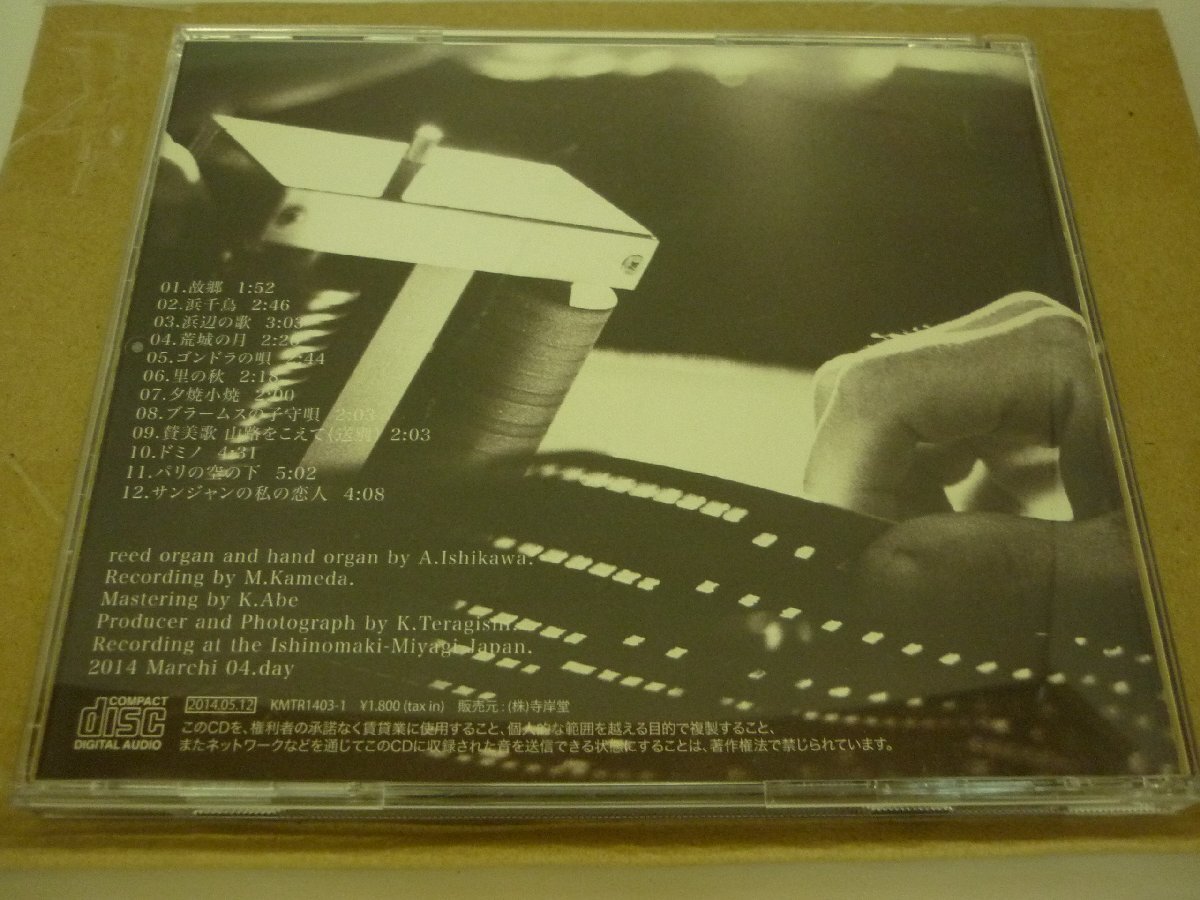 01.故郷 1:52
02.浜千鳥 2:46
03.浜辺の歌 3:03
04.荒城の月 2:20
05.ゴンドラの唄 2:44
06.里の秋 2:18
07.夕焼小焼 2:00
08.ブラームスの子守唄 2:03
09.賛美歌 山路をこえて〈送別〉 2:03
10.ドミノ 4:31
11.パリの空の下 5:02
12.サンジャンの私の恋人 4:08
reed organ and hand organ by A.Ishikawa.
Recording by M.Kameda.
Mastering by K.Abe
Producer and Photograph by K.Teragishi.
Recording at the Ishinomaki-Miyagi Japan.
2014 Marchi 04.day
COMPACT disc DIGITAL AUDIO
2014.05.12 KMTR1403-1 ¥1.800 (tax in) 販売元:(株)寺岸堂
このCDを、権利者の承諾なく賃貸業に使用すること、個人的な範囲を越える目的で複製すること、
またネットワークなどを通じてこのCDに収録された音を送信できる状態にすることは、著作権法で禁じられています。